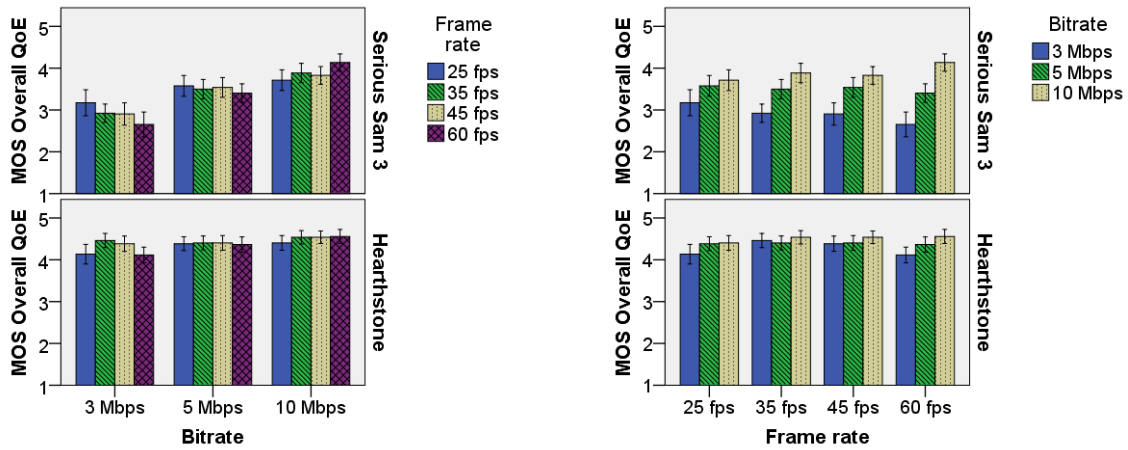 MOS Overall QoE
5
4
3
2
1
Serious Sam 3
MOS Overall QoE
5
4
3
2
1
Hearthstone
3 Mbps
5 Mbps
10 Mbps
Bitrate
Frame
rate
25 fps
35 fps
45 fps
60 fps
MOS Overall QoE
5
4
3
2
1
Serious Sam 3
MOS Overall QoE
5
4
3
2
1
Hearthstone
25 fps
35 fps
45 fps
60 fps
Frame rate
Bitrate
3 Mbps
5 Mbps
10 Mbps